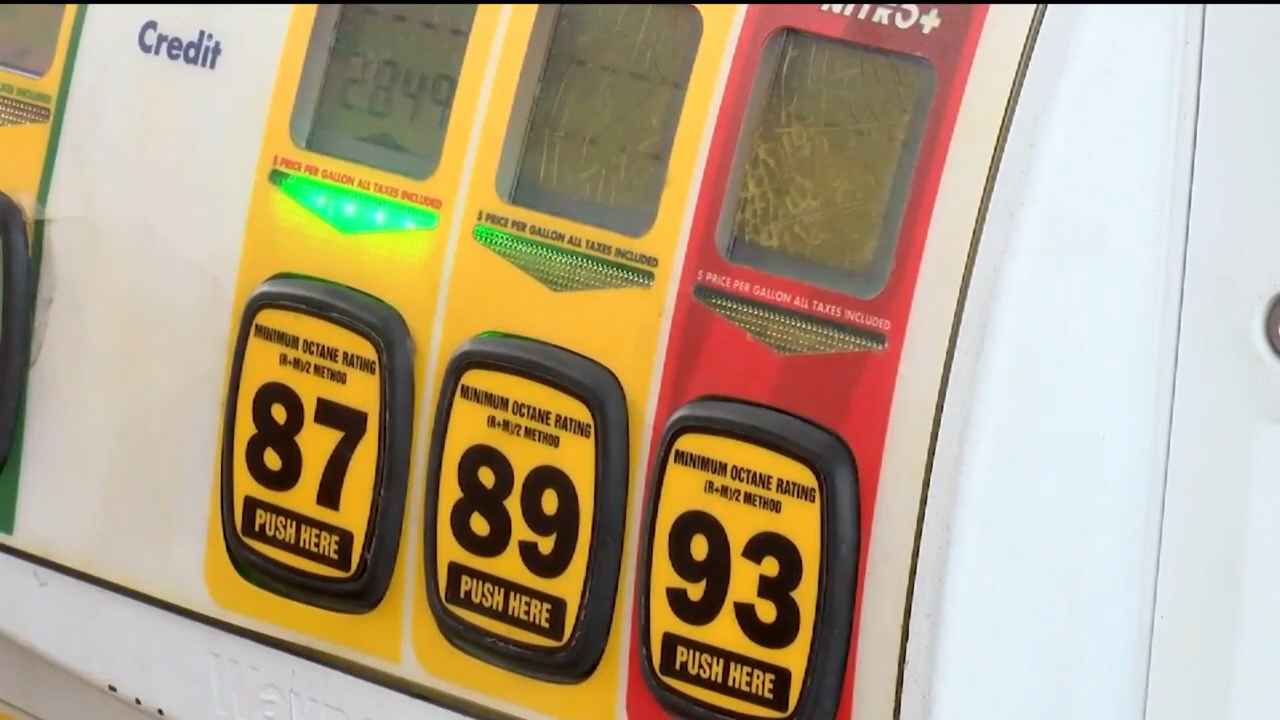 Credit
NITRO+
2849
$ PRICE PER GALLON ALL TAXES INCLUDED
$ PRICE PER GALLON ALL TAXES INCLUDED
$ PRICE PER GALLON ALL TAXES INCLUDED
MINIMUM OCTANE RATING
(R+M)/2 METHOD
87
PUSH HERE
MINIMUM OCTANE RATING
(R+M)/2 METHOD
89
PUSH HERE
MINIMUM OCTANE RATING
(R+M)/2 METHOD
93
PUSH HERE